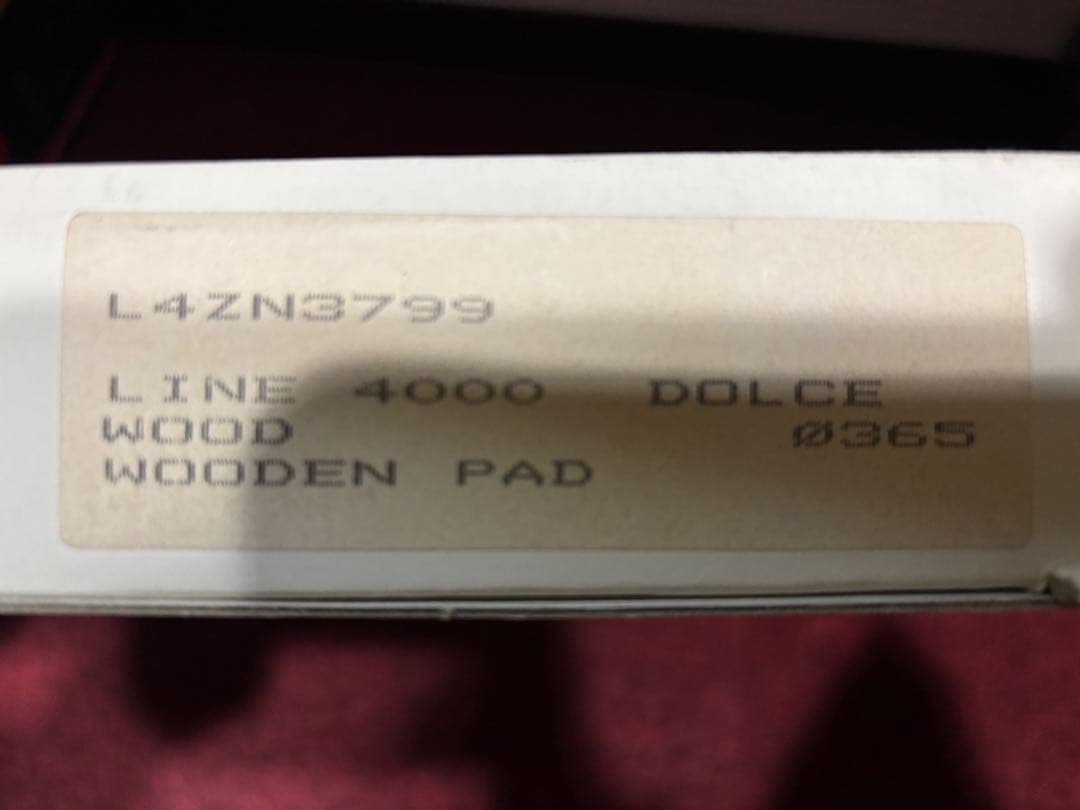 L4ZN3799
LINE 4000 DOLCE
WOOD Ø365
WOODEN PAD